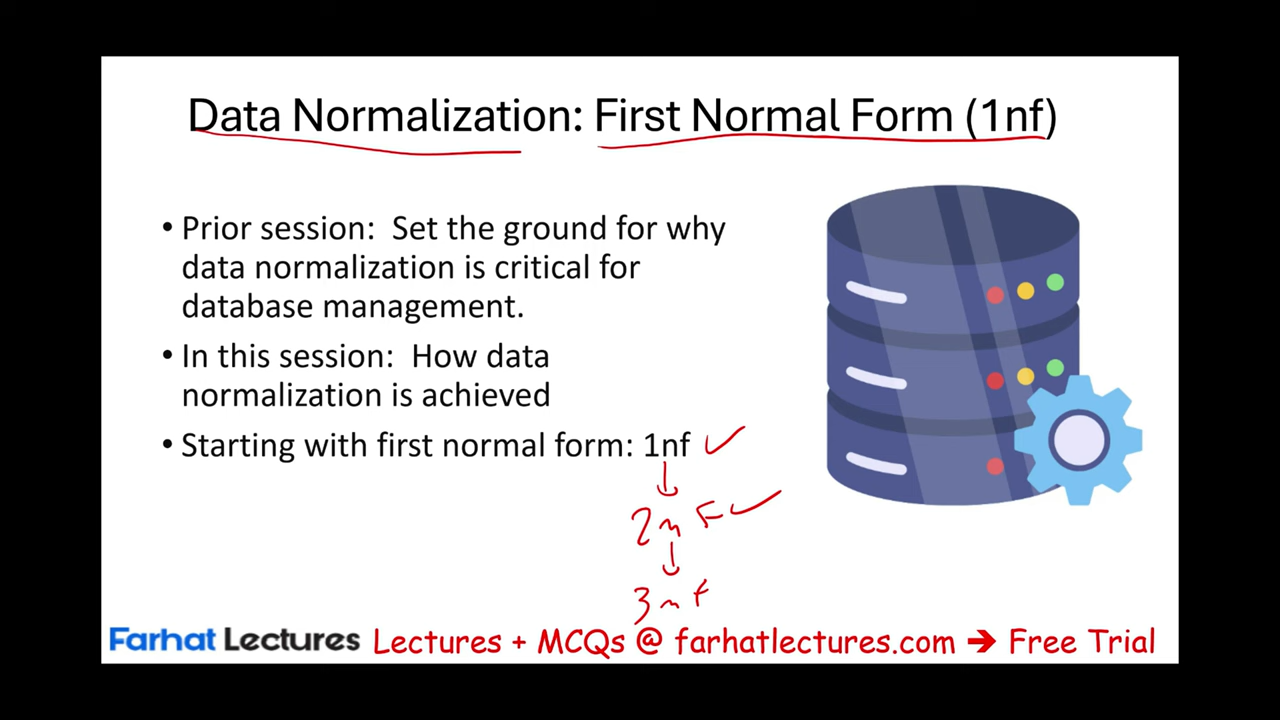 Data Normalization: First Normal Form (1nf)
• Prior session: Set the ground for why
data normalization is critical for
database management.
• In this session: How data
normalization is achieved
• Starting with first normal form: 1nf
2nF
3nf
Farhat Lectures Lectures + MCQs @ farhatlectures.com ➔ Free Trial